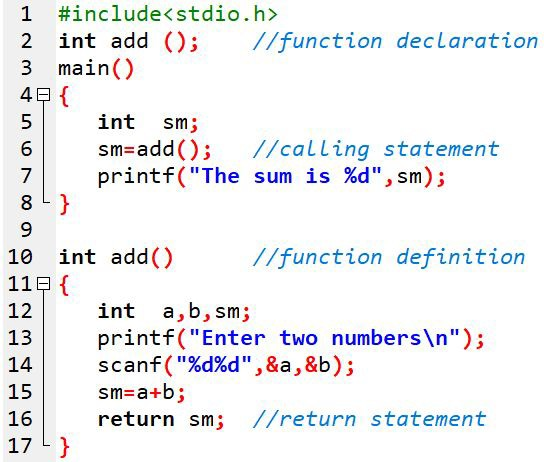 1 #include<stdio.h>
2 int add ();    //function declaration
3 main()
4 {
5    int  sm;
6    sm=add();   //calling statement
7    printf("The sum is %d",sm);
8 }
9
10 int add()      //function definition
11 {
12    int  a,b,sm;
13    printf("Enter two numbers\n");
14    scanf("%d%d",&a,&b);
15    sm=a+b;
16    return sm;  //return statement
17 }